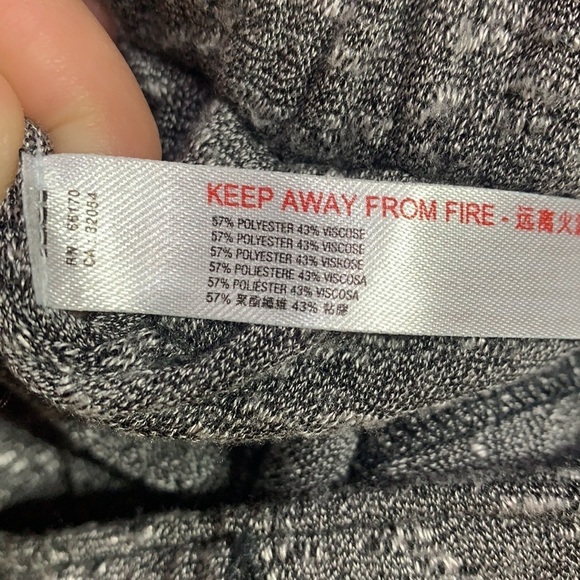 KEEP AWAY FROM FIRE - 远离火
57% POLYESTER 43% VISCOSE
57% POLYESTER 43% VISCOSE
57% POLYESTER 43% VISKOSE
57% POLIESTERE 43% VISCOSA
57% POLIÉSTER 43% VISCOSA
57% 聚酯纖維 43% 粘膠
RN 66170
CA 32054